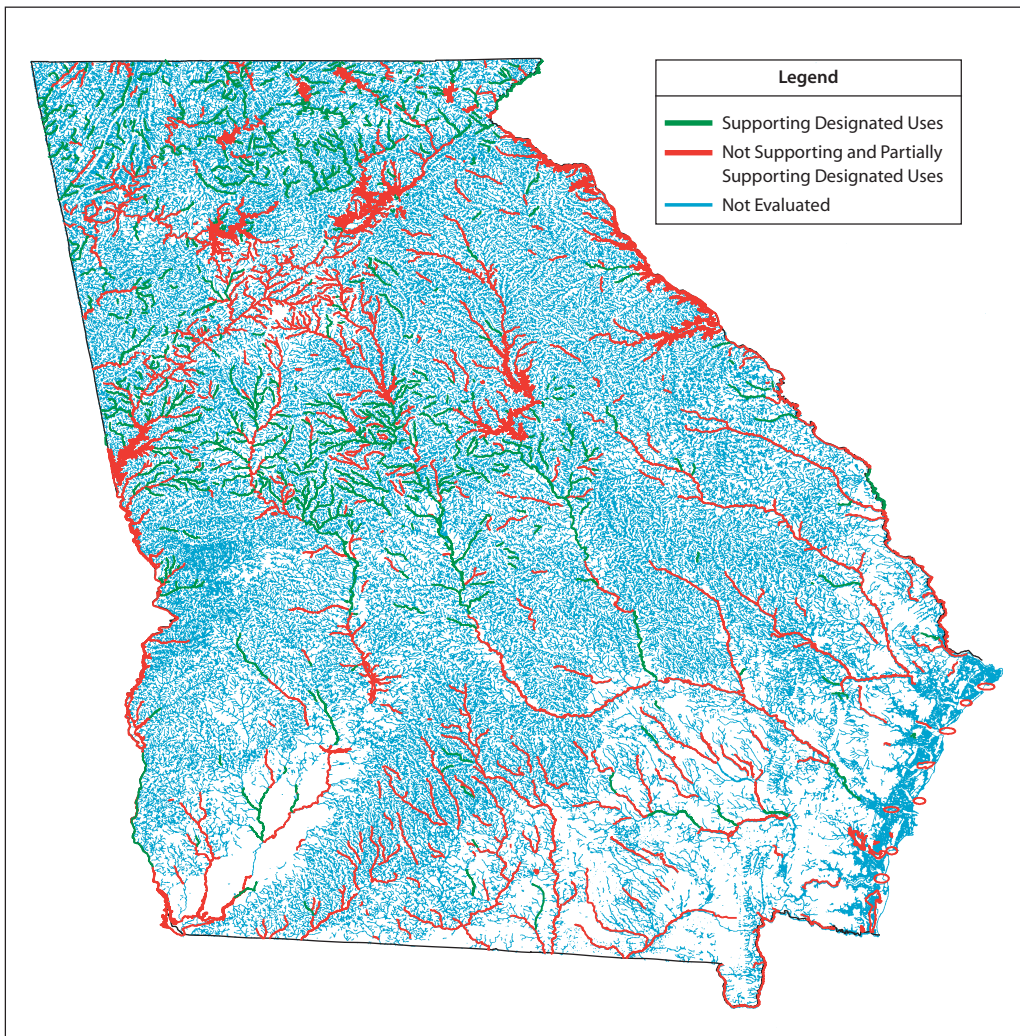 Legend
Supporting Designated Uses
Not Supporting and Partially
Supporting Designated Uses
Not Evaluated